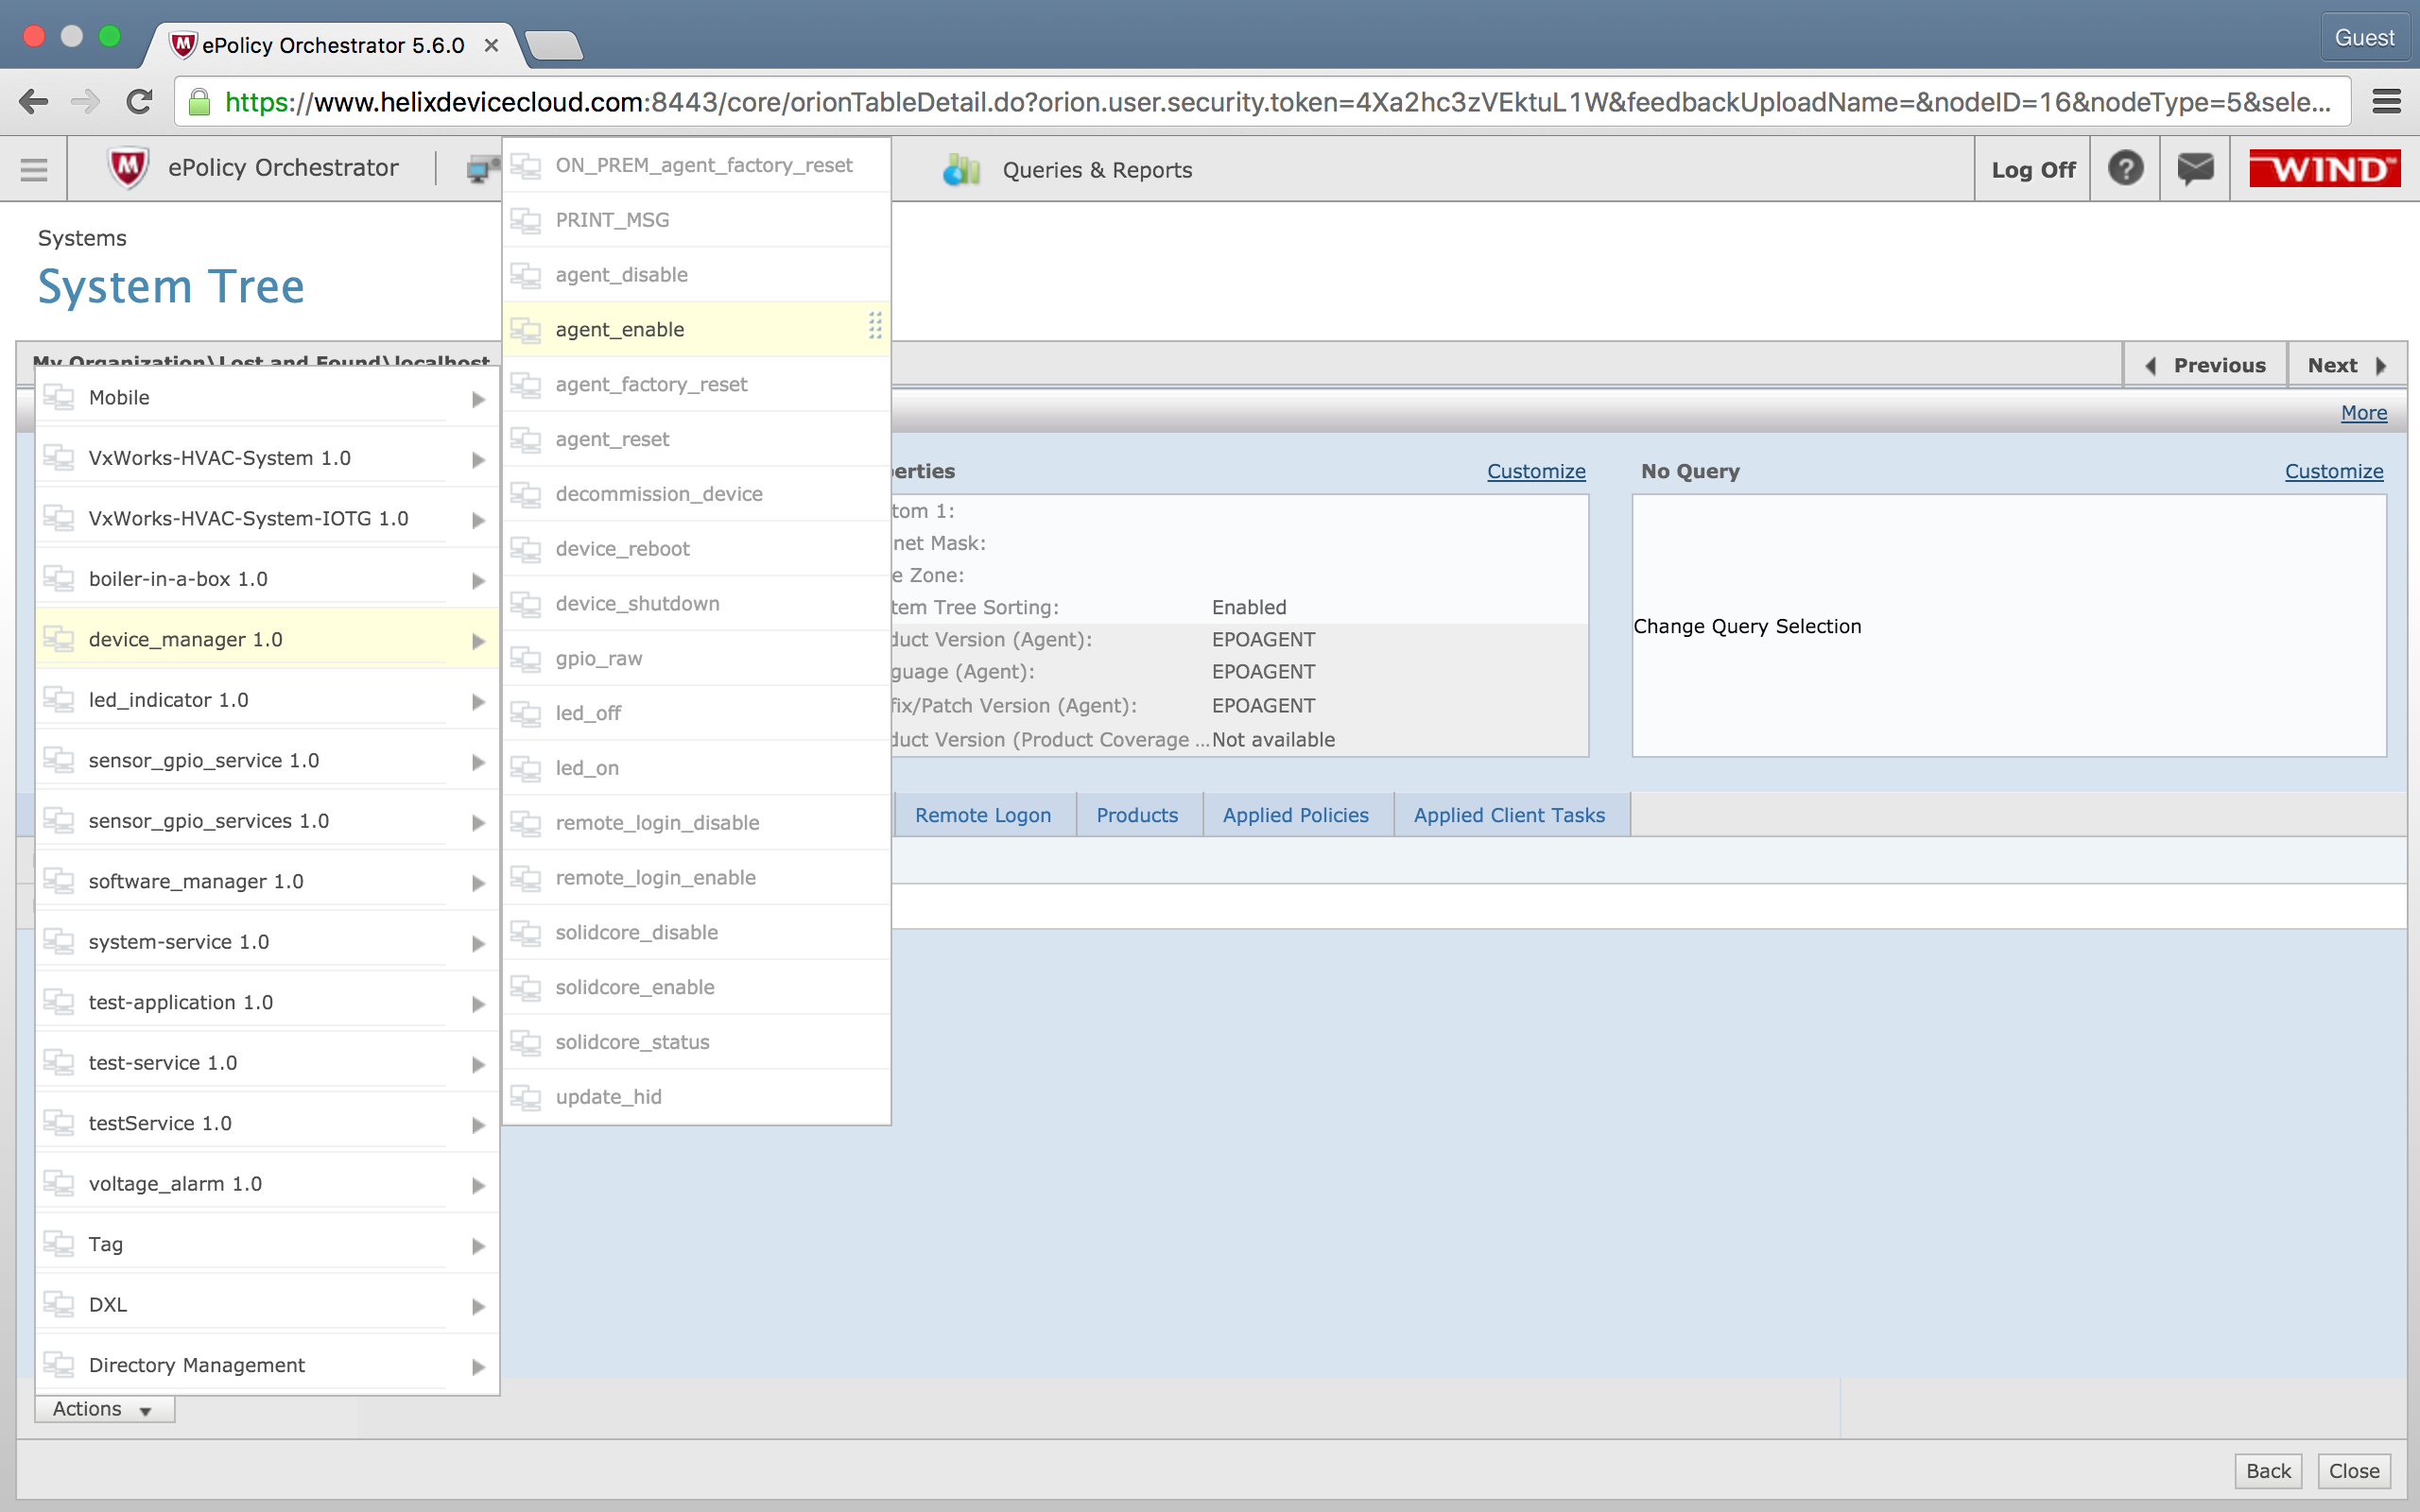 ePolicy Orchestrator 5.6.0
Guest
https://www.helixdevicecloud.com:8443/core/orionTableDetail.do?orion.user.security.token=4Xa2hc3zVEktuL1W&feedbackUploadName=&nodeID=16&nodeType=5&sele...
ePolicy Orchestrator
Queries & Reports
Log Off
?
WIND
Systems
System Tree
My Organization\Lost and Found\localhost
Previous
Next
More
Mobile
VxWorks-HVAC-System 1.0
VxWorks-HVAC-System-IOTG 1.0
boiler-in-a-box 1.0
device_manager 1.0
led_indicator 1.0
sensor_gpio_service 1.0
sensor_gpio_services 1.0
software_manager 1.0
system-service 1.0
test-application 1.0
test-service 1.0
testService 1.0
voltage_alarm 1.0
Tag
DXL
Directory Management
Actions
ON_PREM_agent_factory_reset
PRINT_MSG
agent_disable
agent_enable
agent_factory_reset
agent_reset
decommission_device
device_reboot
device_shutdown
gpio_raw
led_off
led_on
remote_login_disable
remote_login_enable
solidcore_disable
solidcore_enable
solidcore_status
update_hid
erties
Customize
tom 1:
net Mask:
e Zone:
tem Tree Sorting: Enabled
duct Version (Agent): EPOAGENT
guage (Agent): EPOAGENT
fix/Patch Version (Agent): EPOAGENT
duct Version (Product Coverage ... Not available
No Query
Customize
Change Query Selection
Remote Logon
Products
Applied Policies
Applied Client Tasks
Back
Close